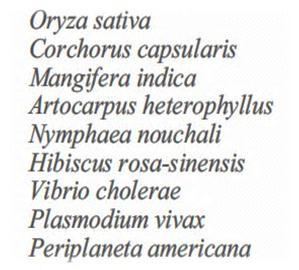 Oryza sativa
Corchorus capsularis
Mangifera indica
Artocarpus heterophyllus
Nymphaea nouchali
Hibiscus rosa-sinensis
Vibrio cholerae
Plasmodium vivax
Periplaneta americana